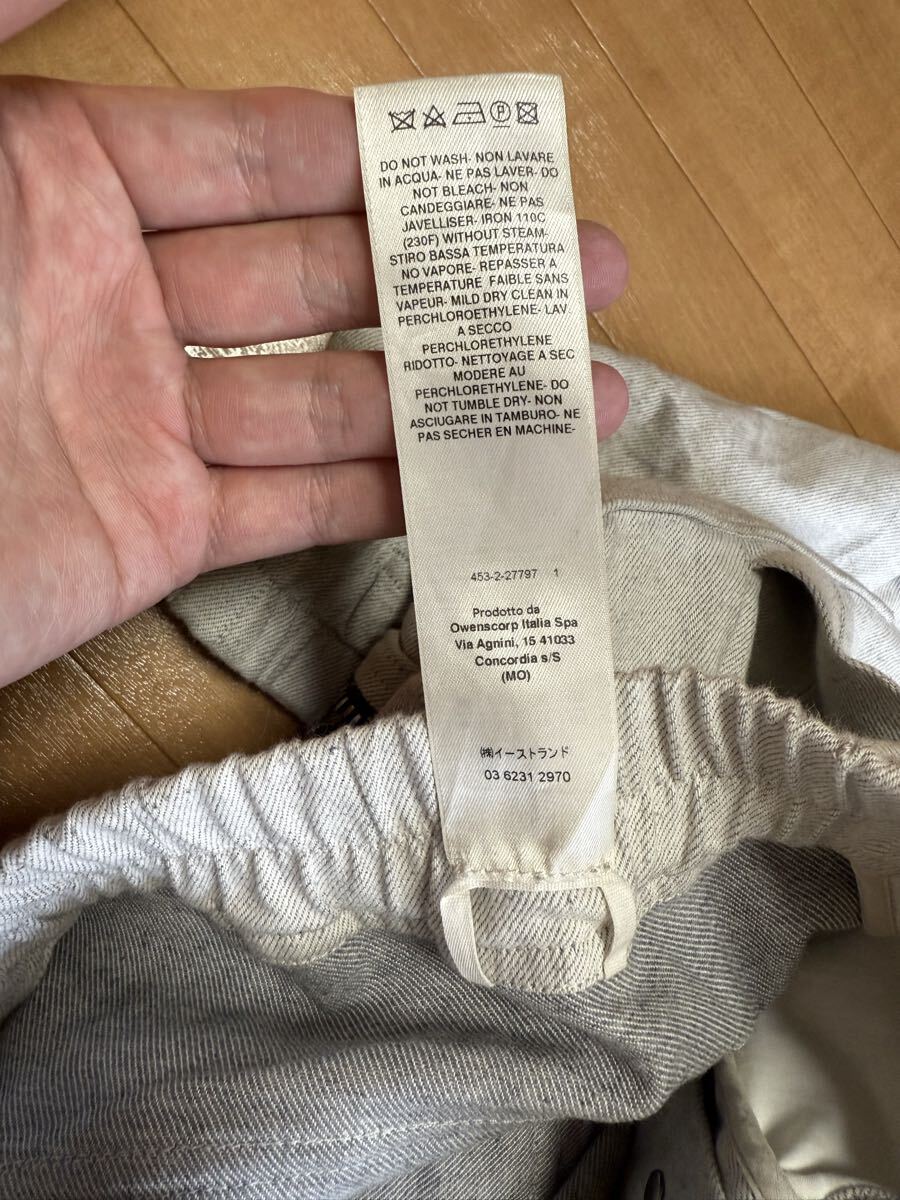 DO NOT WASH- NON LAVARE
IN ACQUA- NE PAS LAVER- DO
NOT BLEACH- NON
CANDEGGIARE- NE PAS
JAVELLISER- IRON 110C
(230F) WITHOUT STEAM-
STIRO BASSA TEMPERATURA
NO VAPORE- REPASSER A
TEMPERATURE FAIBLE SANS
VAPEUR- MILD DRY CLEAN IN
PERCHLOROETHYLENE- LAV.
A SECCO
PERCHLORETHYLENE
RIDOTTO- NETTOYAGE A SEC
MODERE AU
PERCHLORETHYLENE- DO
NOT TUMBLE DRY- NON
ASCIUGARE IN TAMBURO- NE
PAS SECHER EN MACHINE-
453-2-27797 1
Prodotto da
Owenscorp Italia Spa
Via Agnini, 15 41033
Concordia s/S
(MO)
㈱イーストランド
03 6231 2970